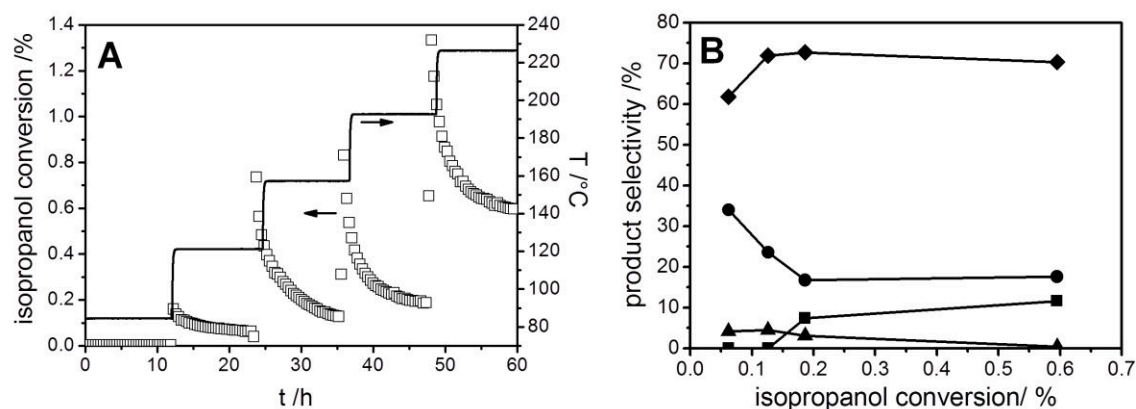 A
isopropanol conversion /%
1.4
1.2
1.0
0.8
0.6
0.4
0.2
0.0
0 10 20 30 40 50 60
t /h
240
220
200
180
160
140
120
100
80
T /°C
B
product selectivity /%
80
70
60
50
40
30
20
10
0
0.0 0.1 0.2 0.3 0.4 0.5 0.6 0.7
isopropanol conversion/ %